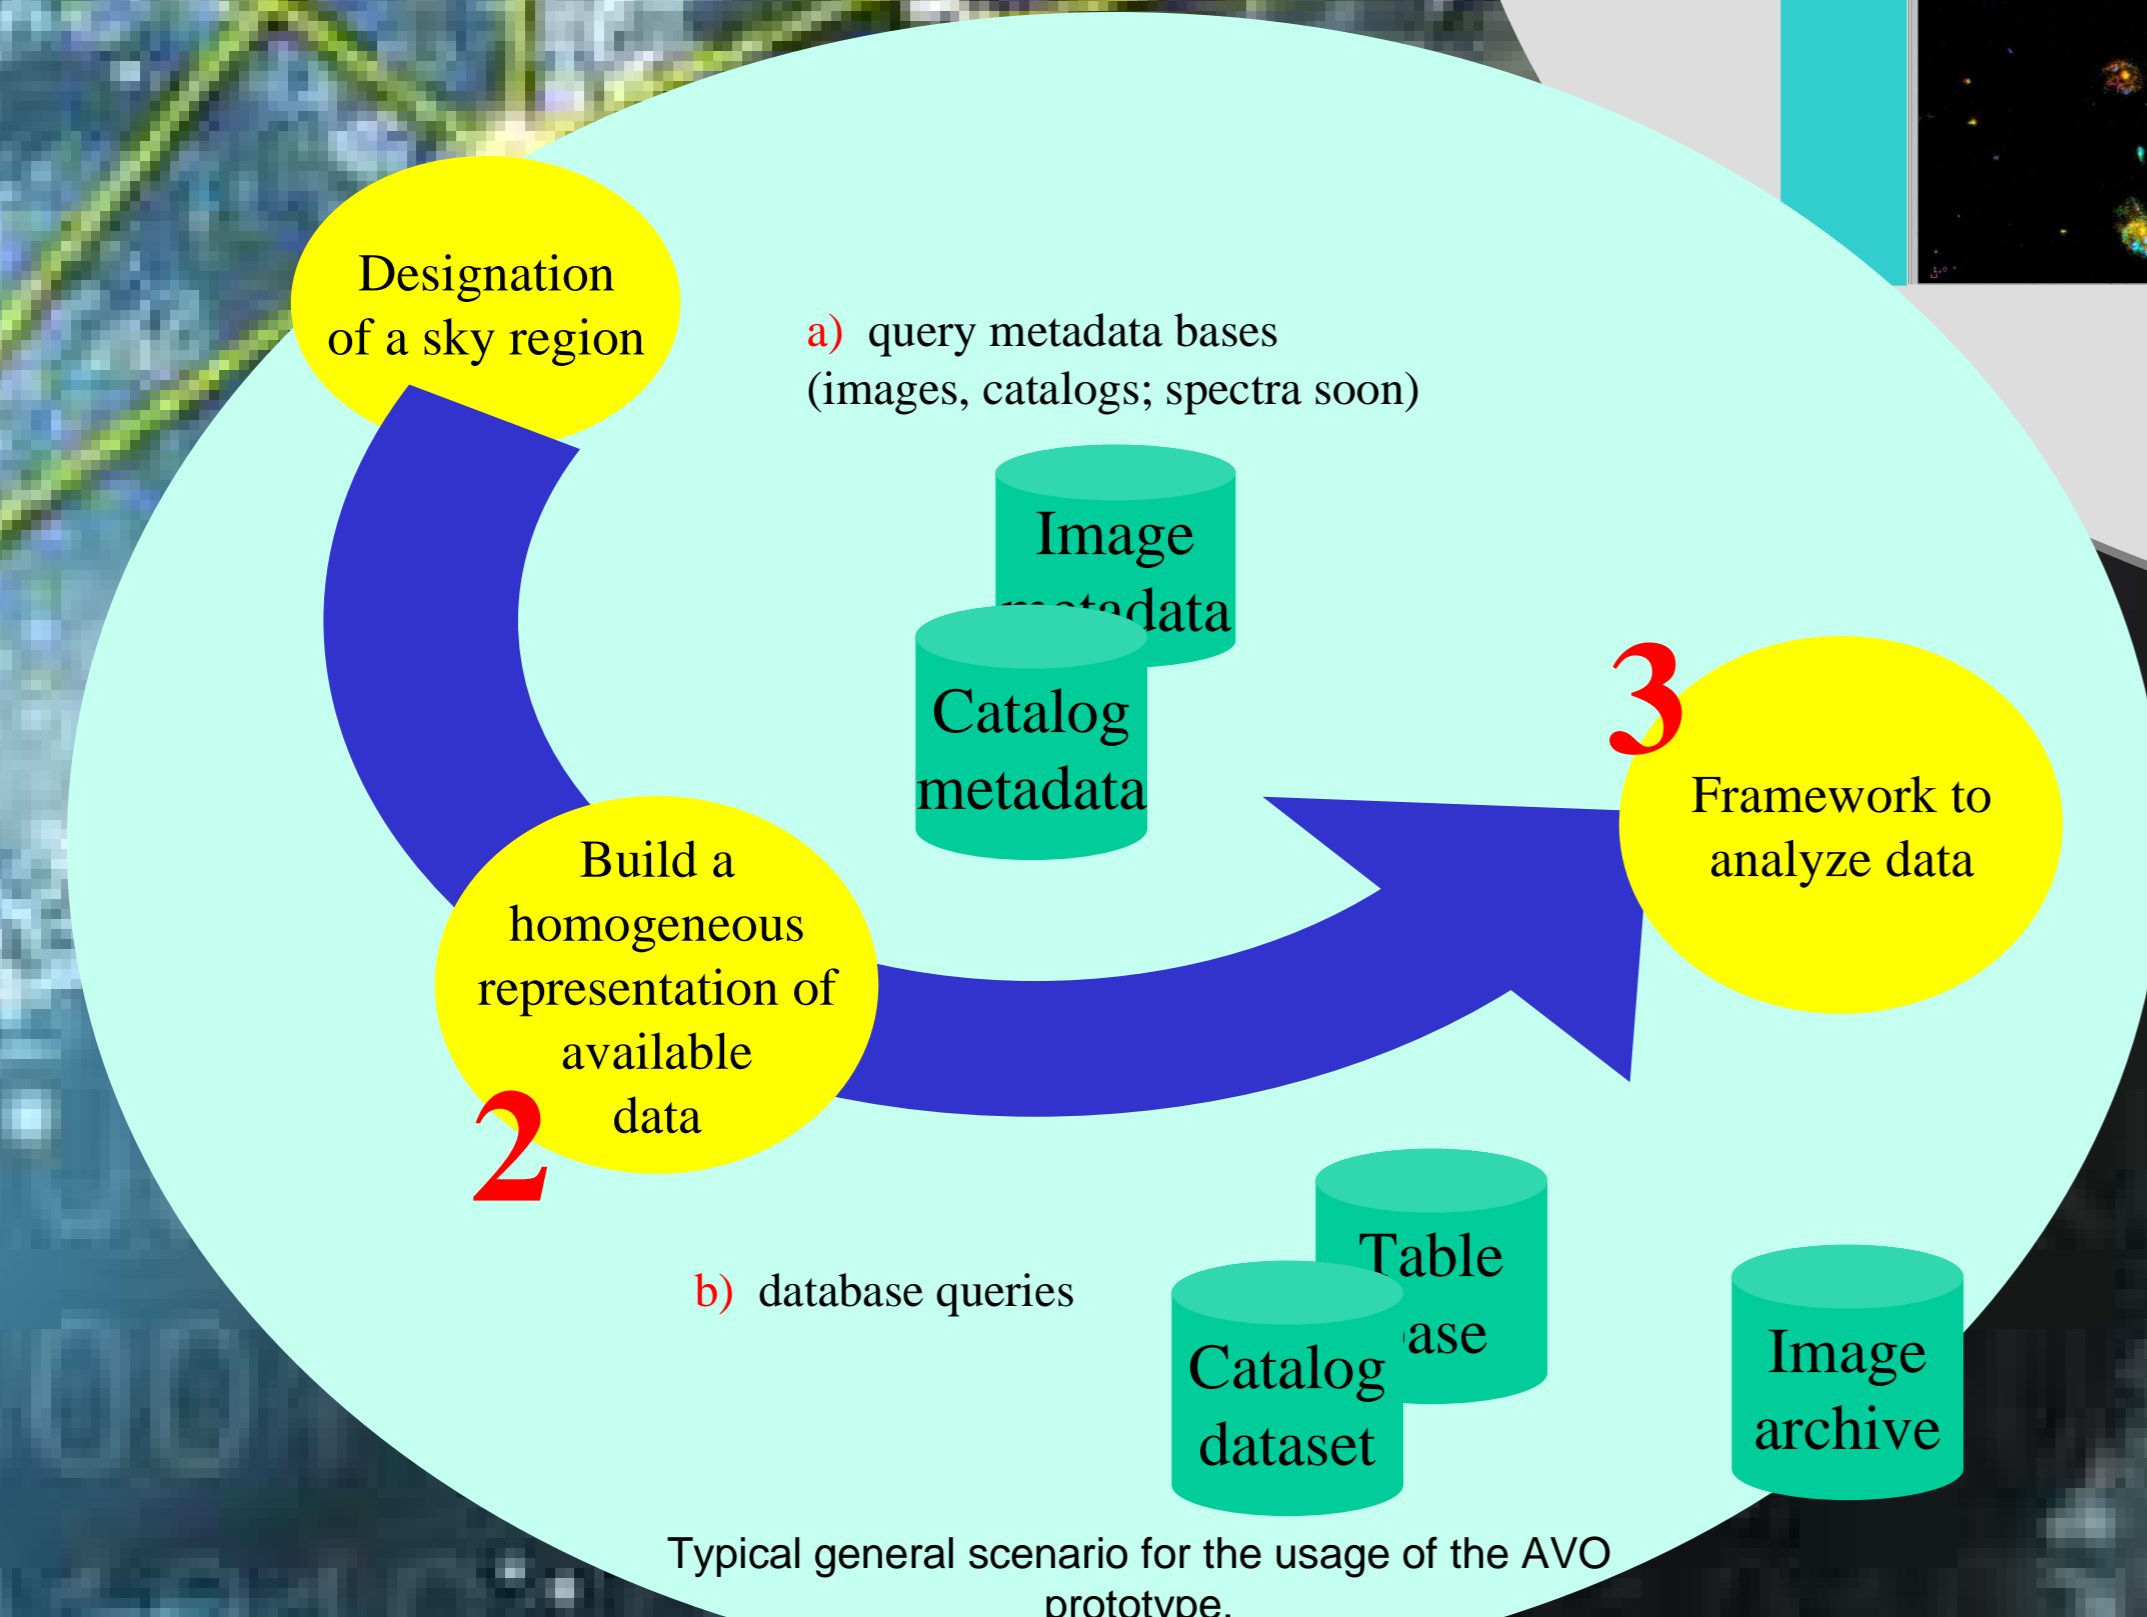 Designation
of a sky region
a) query metadata bases
(images, catalogs; spectra soon)
Image
metadata
Catalog
metadata
3
Framework to
analyze data
Build a
homogeneous
representation of
available
data
2
b) database queries
Table
base
Catalog
dataset
Image
archive
Typical general scenario for the usage of the AVO
prototype.